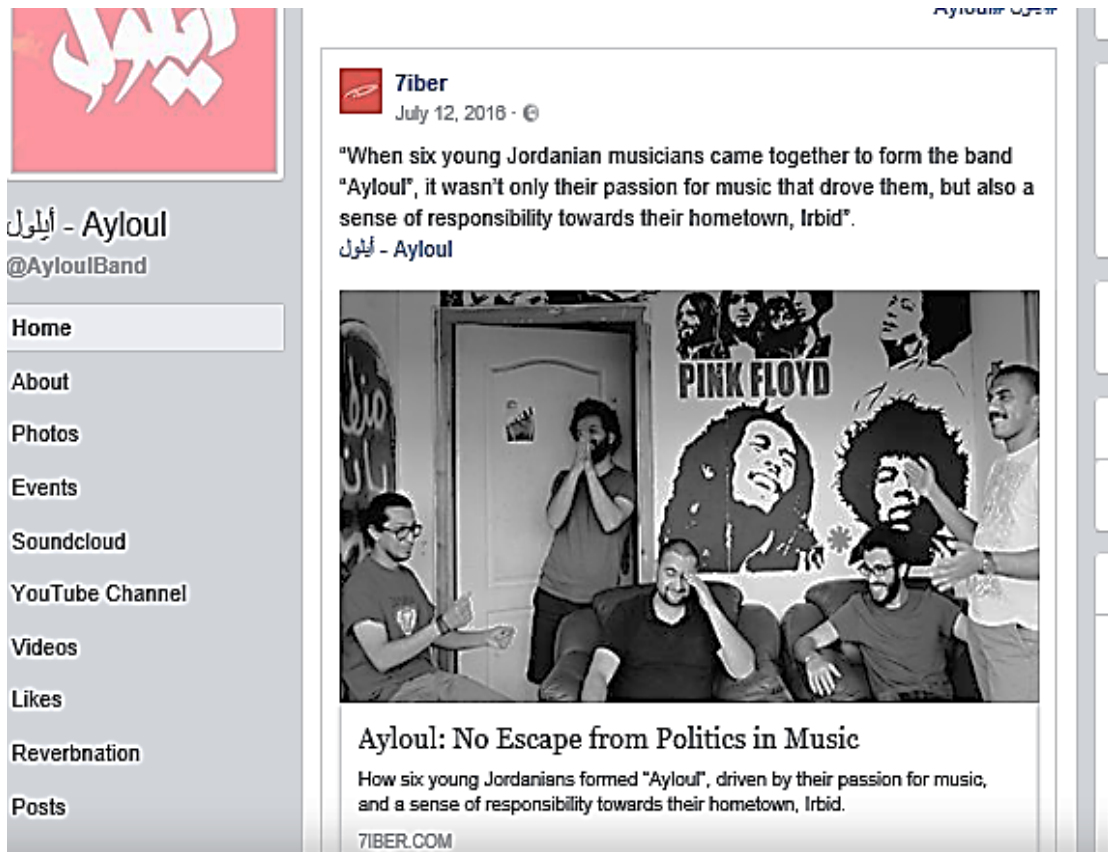 #أيلول #Ayloul
أيلول
أيلول - Ayloul
@AyloulBand
Home
About
Photos
Events
Soundcloud
YouTube Channel
Videos
Likes
Reverbnation
Posts
7iber
July 12, 2016 ·
“When six young Jordanian musicians came together to form the band
“Ayloul”, it wasn’t only their passion for music that drove them, but also a
sense of responsibility towards their hometown, Irbid”.
أيلول - Ayloul
PINK FLOYD
Ayloul: No Escape from Politics in Music
How six young Jordanians formed “Ayloul”, driven by their passion for music,
and a sense of responsibility towards their hometown, Irbid.
7IBER.COM